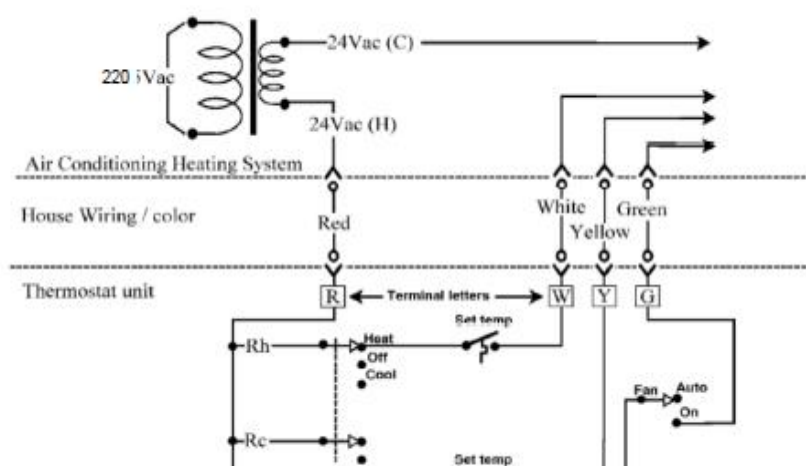 24Vac (C)
220 5Vac
24Vac (H)
Air Conditioning Heating System
House Wiring / color
Red
White
Green
Yellow
Thermostat unit
R
Terminal letters
W
Y
G
Set temp
Rh
Heat
Off
Cool
Fan
Auto
On
Rc
Set temp